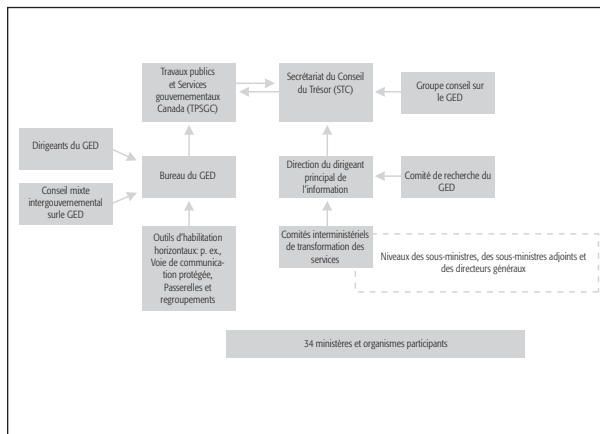 Travaux publics
et Services
gouvernementaux
Canada (TPSGC)
Secrétariat du Conseil
du Trésor (STC)
Groupe conseil sur
le GED
Dirigeants du GED
Bureau du GED
Direction du dirigeant
principal de
l'information
Comité de recherche du
GED
Conseil mixte
intergouvernemental
surle GED
Outils d'habilitation
horizontaux: p. ex.,
Voie de communica-
tion protégée,
Passerelles et
regroupements
Comités interministériels
de transformation des
services
Niveaux des sous-ministres, des sous-ministres adjoints et
des directeurs généraux
34 ministères et organismes participants